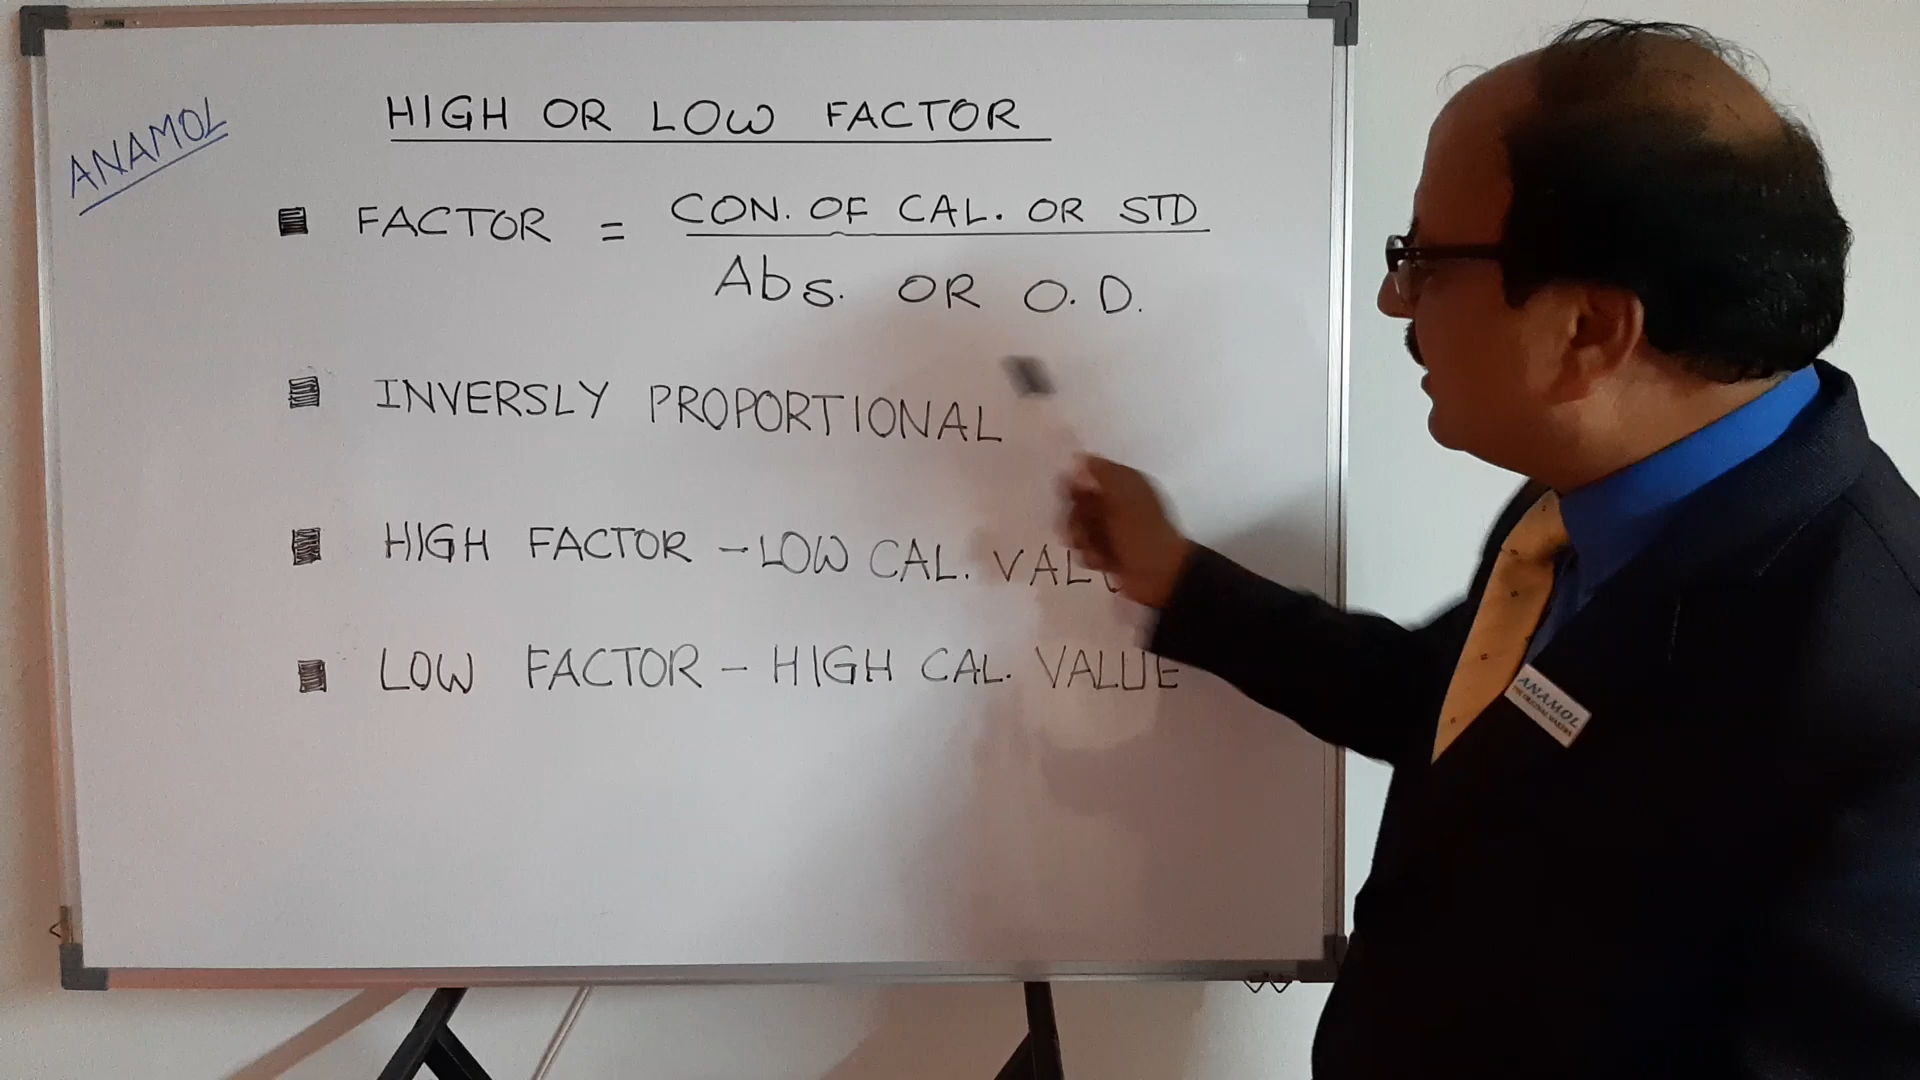 ANAMOL
HIGH OR LOW FACTOR
FACTOR = CON. OF CAL. OR STD
Abs. OR O.D.
INVERSLY PROPORTIONAL
HIGH FACTOR - LOW CAL.
LOW FACTOR - HIGH CAL. VALUE
ANAMOL